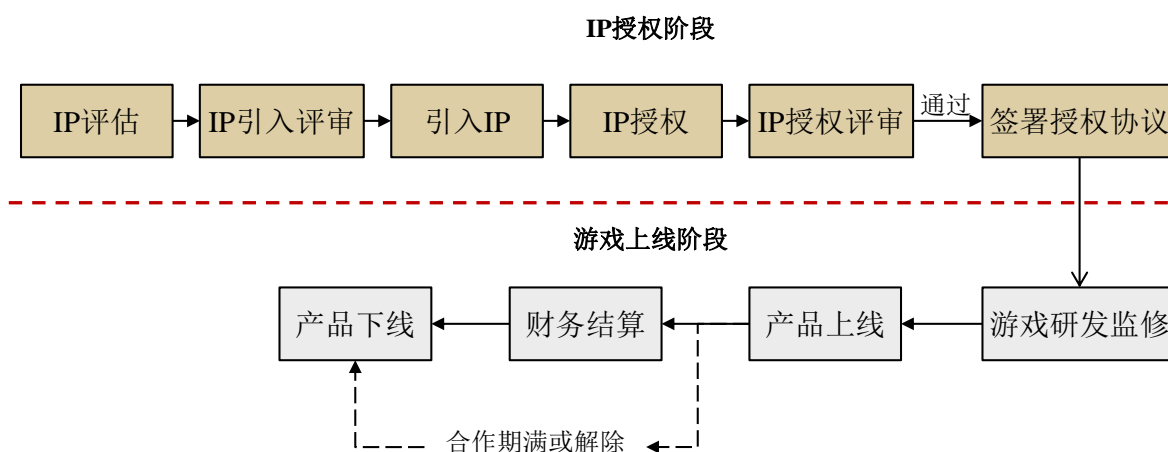 IP授权阶段
IP评估
IP引入评审
引入IP
IP授权
IP授权评审
通过
签署授权协议
游戏上线阶段
产品下线
财务结算
产品上线
游戏研发监修
合作期满或解除